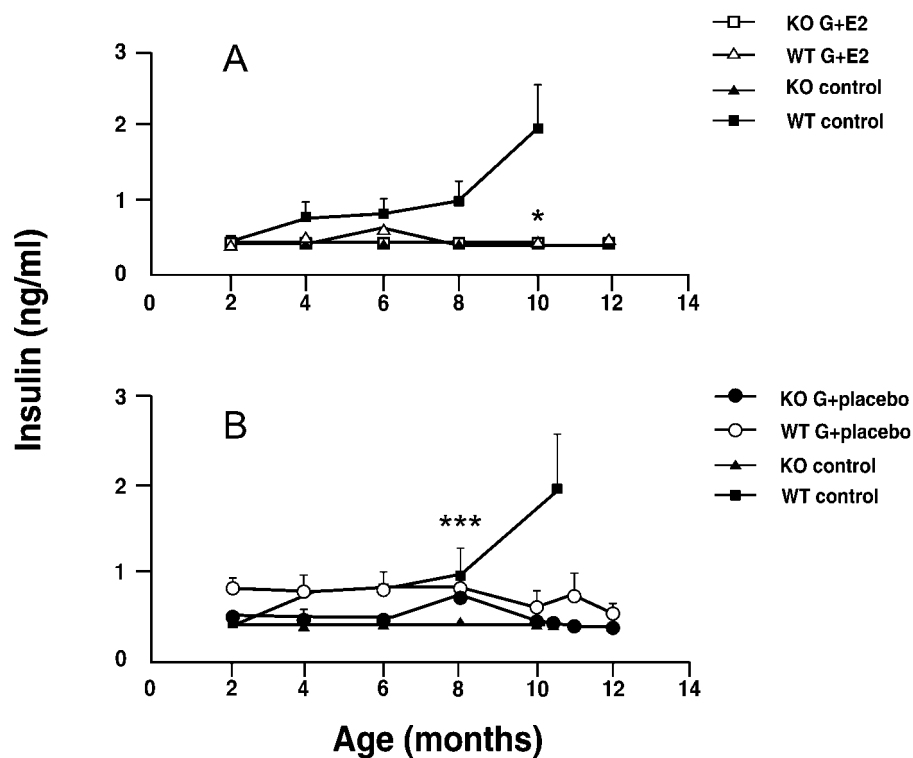 KO G+E2
WT G+E2
KO control
WT control
A
3
2
1
0
*
0 2 4 6 8 10 12 14
Insulin (ng/ml)
KO G+placebo
WT G+placebo
KO control
WT control
B
3
2
1
0
***
0 2 4 6 8 10 12 14
Age (months)